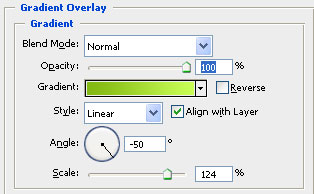 Gradient Overlay
Gradient
Blend Mode: Normal
Opacity: 100 %
Gradient: Reverse
Style: Linear Align with Layer
Angle: -50 °
Scale: 124 %